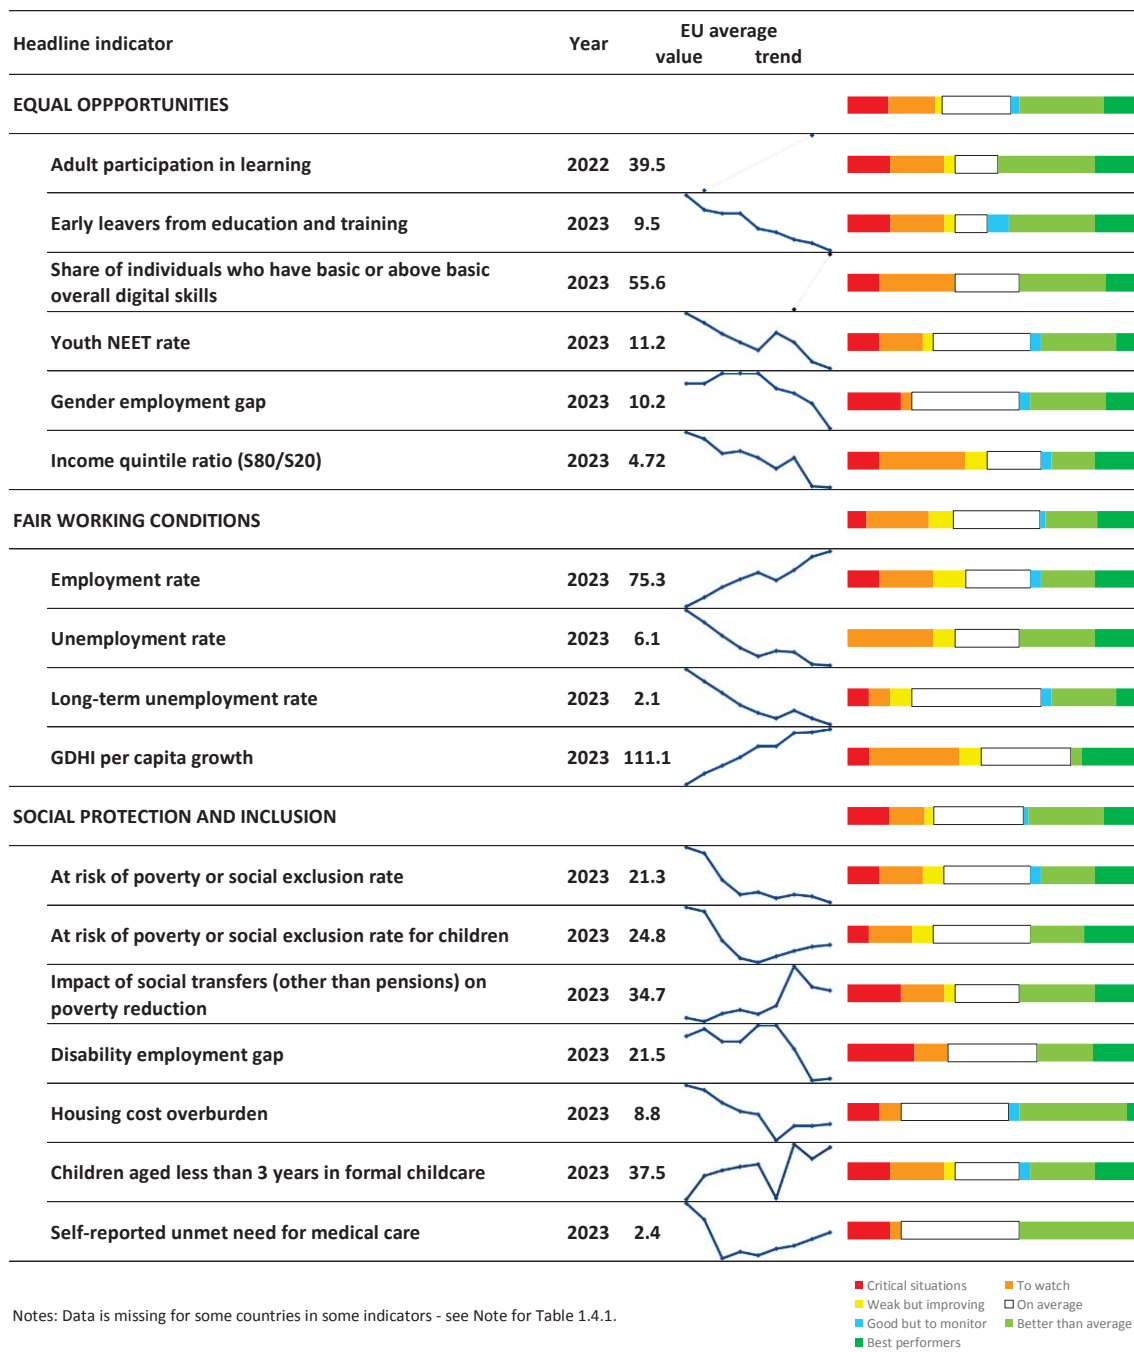 Headline indicator Year EU average
value trend
EQUAL OPPPORTUNITIES
Adult participation in learning 2022 39.5
Early leavers from education and training 2023 9.5
Share of individuals who have basic or above basic
overall digital skills 2023 55.6
Youth NEET rate 2023 11.2
Gender employment gap 2023 10.2
Income quintile ratio (S80/S20) 2023 4.72
FAIR WORKING CONDITIONS
Employment rate 2023 75.3
Unemployment rate 2023 6.1
Long-term unemployment rate 2023 2.1
GDHI per capita growth 2023 111.1
SOCIAL PROTECTION AND INCLUSION
At risk of poverty or social exclusion rate 2023 21.3
At risk of poverty or social exclusion rate for children 2023 24.8
Impact of social transfers (other than pensions) on
poverty reduction 2023 34.7
Disability employment gap 2023 21.5
Housing cost overburden 2023 8.8
Children aged less than 3 years in formal childcare 2023 37.5
Self-reported unmet need for medical care 2023 2.4
Notes: Data is missing for some countries in some indicators - see Note for Table 1.4.1.
Critical situations To watch
Weak but improving On average
Good but to monitor Better than average
Best performers